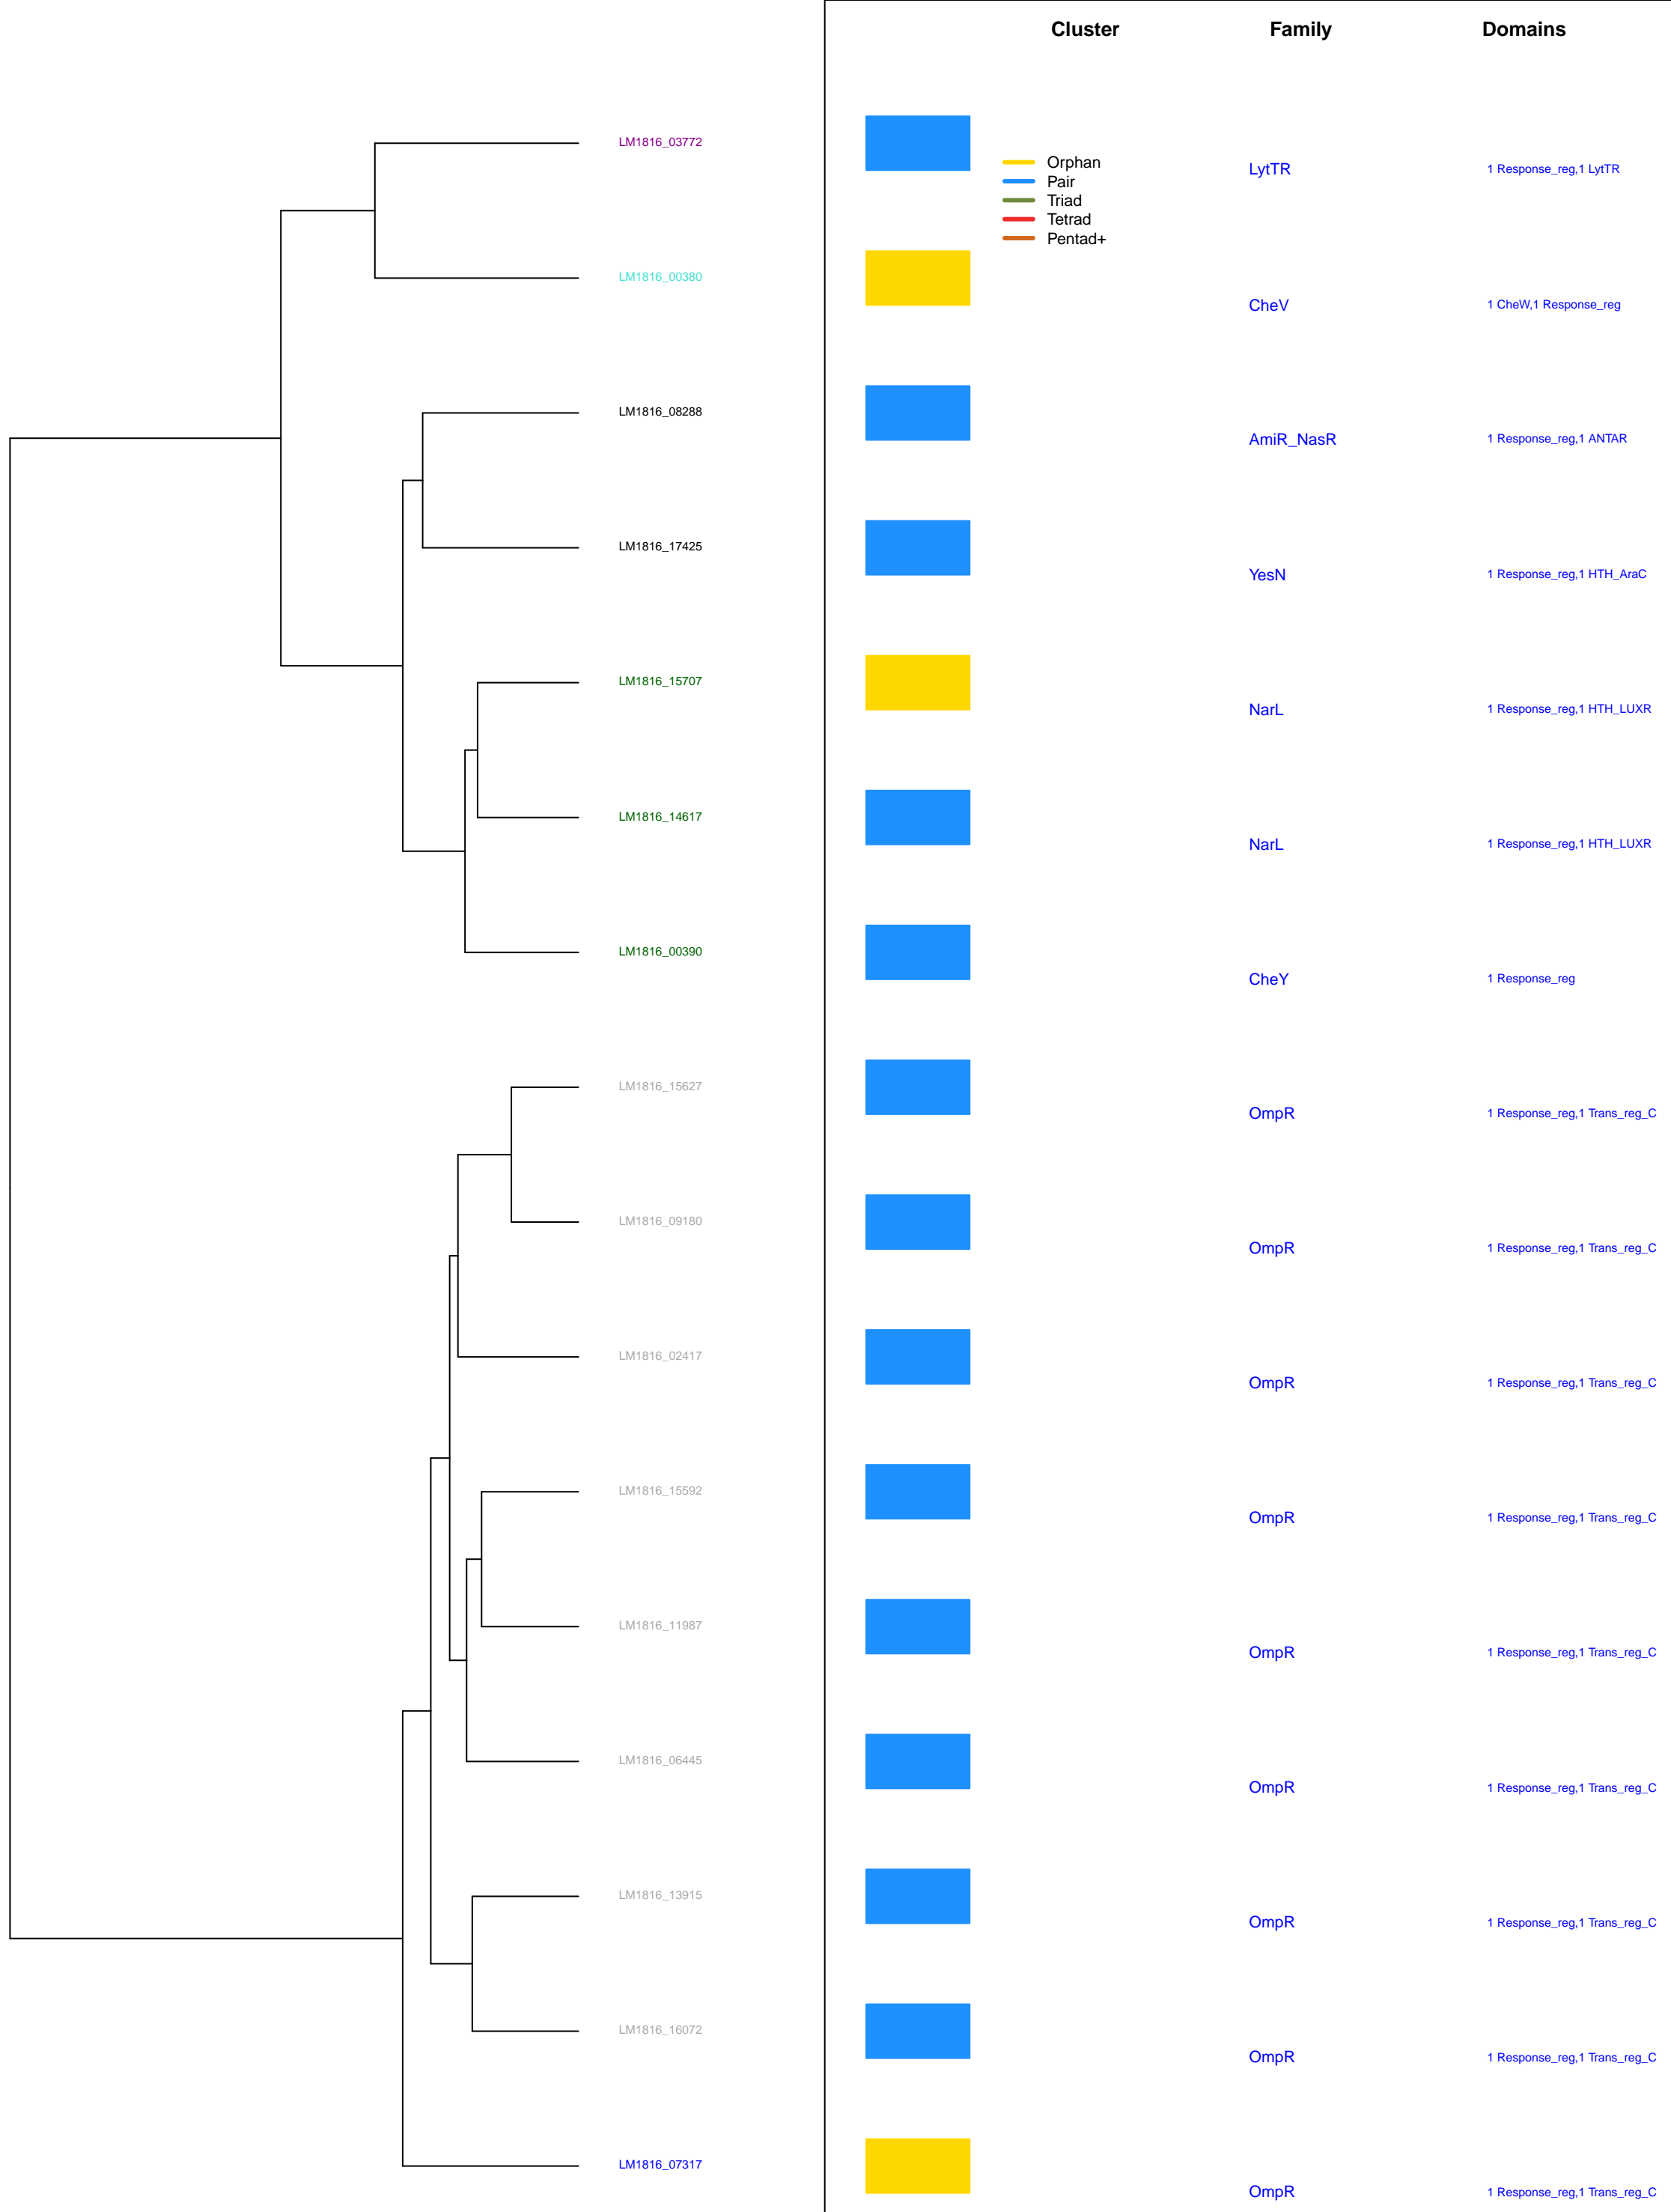 Cluster Family Domains
LM1816_03772
Orphan
LytTR 1 Response_reg,1 LytTR
Pair
Triad
Tetrad
Pentad+
LM1816_00380
CheV 1 CheW,1 Response_reg
LM1816_08288
AmiR_NasR 1 Response_reg,1 ANTAR
LM1816_17425
YesN 1 Response_reg,1 HTH_AraC
LM1816_15707
NarL 1 Response_reg,1 HTH_LUXR
LM1816_14617
NarL 1 Response_reg,1 HTH_LUXR
LM1816_00390
CheY 1 Response_reg
LM1816_15627
OmpR 1 Response_reg,1 Trans_reg_C
LM1816_09180
OmpR 1 Response_reg,1 Trans_reg_C
LM1816_02417
OmpR 1 Response_reg,1 Trans_reg_C
LM1816_15592
OmpR 1 Response_reg,1 Trans_reg_C
LM1816_11987
OmpR 1 Response_reg,1 Trans_reg_C
LM1816_06445
OmpR 1 Response_reg,1 Trans_reg_C
LM1816_13915
OmpR 1 Response_reg,1 Trans_reg_C
LM1816_16072
OmpR 1 Response_reg,1 Trans_reg_C
LM1816_07317
OmpR 1 Response_reg,1 Trans_reg_C